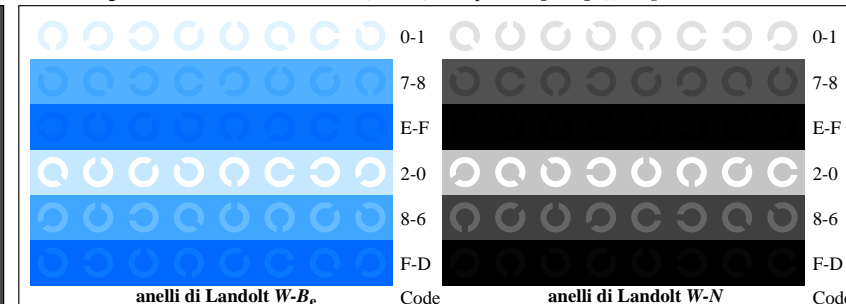 0-1 0-1
7-8 7-8
E-F E-F
2-0 2-0
8-6 8-6
F-D F-D
anelli di Landolt W-Be Code anelli di Landolt W-N Code